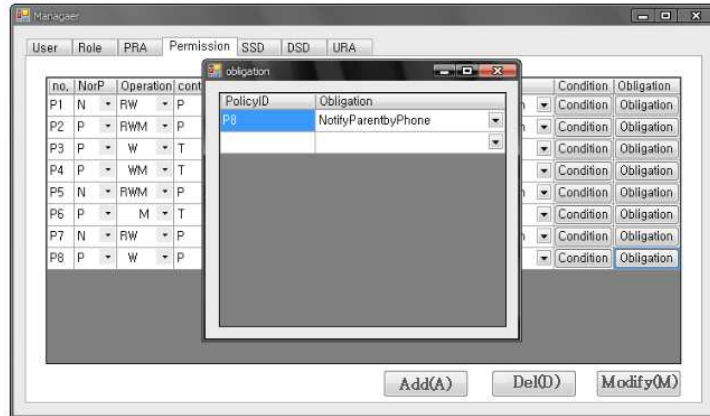 Managaer
User Role PRA Permission SSD DSD URA
obligation
no. NorP Operation cont Condition Obligation
PolicyID Obligation
P1 N RW P Condition Obligation
P8 NotifyParentbyPhone
P2 P RWM P Condition Obligation
P3 P W T Condition Obligation
P4 P WM T Condition Obligation
P5 N RWM P Condition Obligation
P6 P M T Condition Obligation
P7 N RW P Condition Obligation
P8 P W P Condition Obligation
Add(A) Del(D) Modify(M)